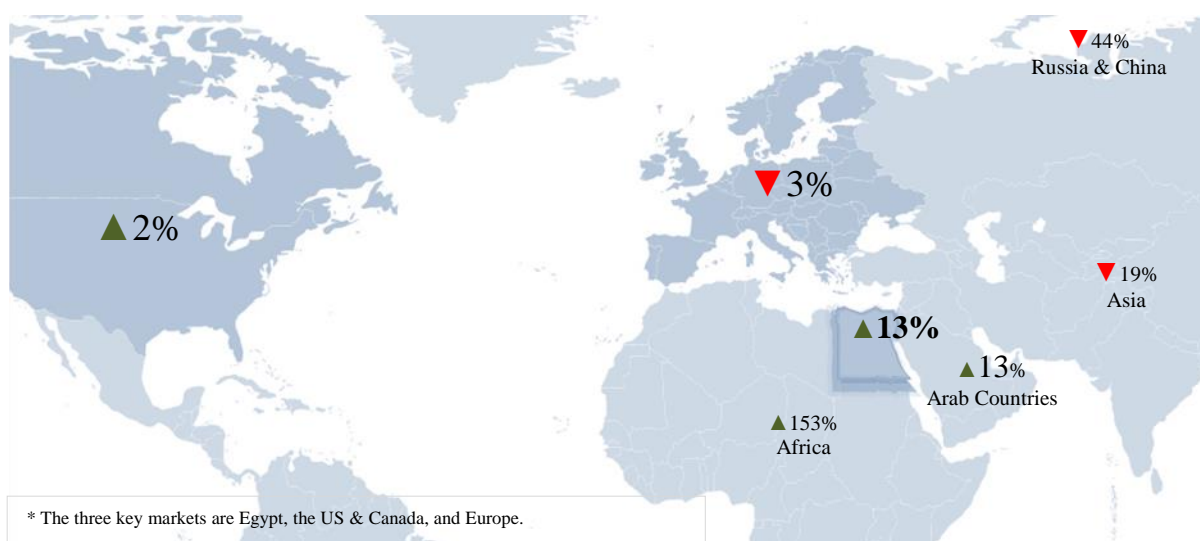 ▼ 44%
Russia & China
▼ 3%
▲ 2%
▼ 19%
Asia
▲ 13%
▲ 13%
Arab Countries
▲ 153%
Africa
* The three key markets are Egypt, the US & Canada, and Europe.